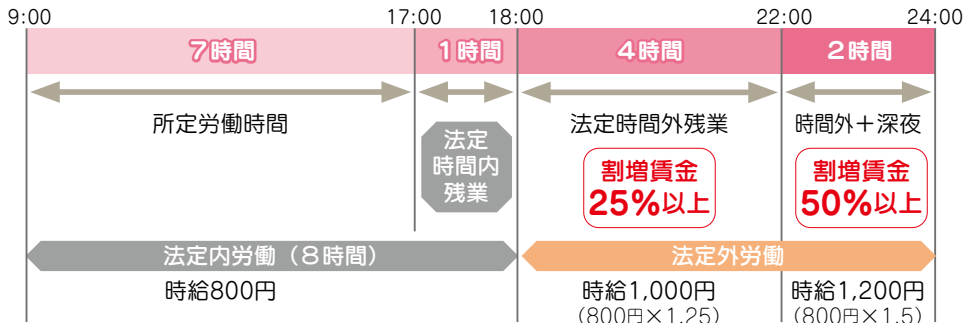 9:00 17:00 18:00 22:00 24:00
7時間 1時間 4時間 2時間
所定労働時間
法定
時間内
残業
法定時間外残業
割増賃金
25%以上
時間外+深夜
割増賃金
50%以上
法定内労働(8時間) 法定外労働
時給800円 時給1,000円 時給1,200円
(800円×1.25) (800円×1.5)